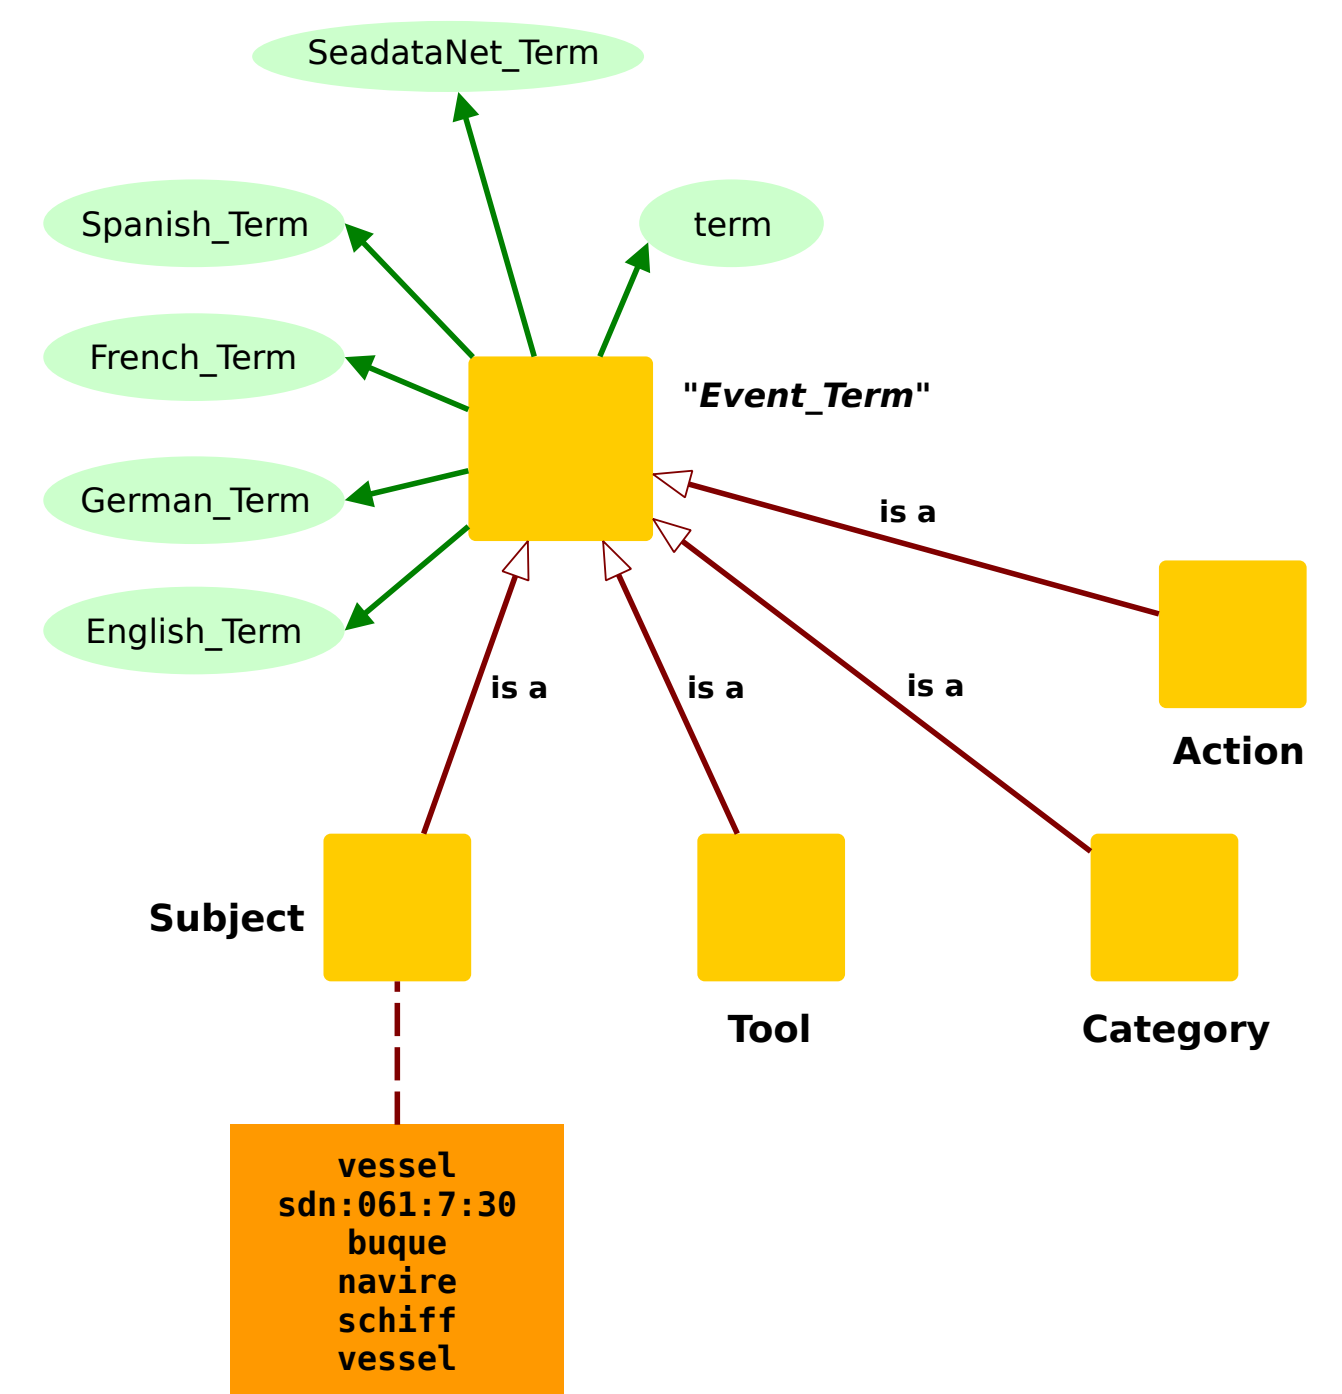 SeadataNet_Term
Spanish_Term
term
French_Term
"Event_Term"
German_Term
is a
English_Term
is a
is a
is a
Action
Subject
Tool
Category
vessel
sdn:061:7:30
buque
navire
schiff
vessel